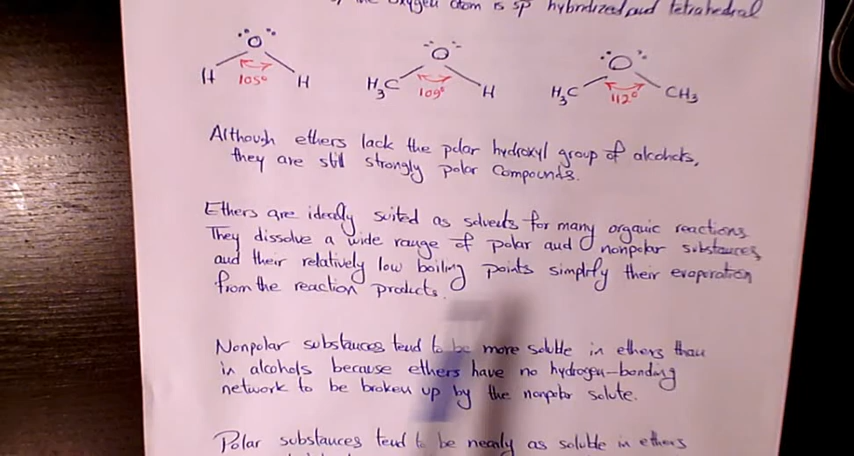 the oxygen atom is sp hybridized and tetrahedral
O O O
H 105° H H₃C 109° H H₃C 112° CH₃
Although ethers lack the polar hydroxyl group of alcohols,
they are still strongly polar compounds.
Ethers are ideally suited as solvents for many organic reactions.
They dissolve a wide range of polar and nonpolar substances,
and their relatively low boiling points simplify their evaporation
from the reaction products.
Nonpolar substances tend to be more soluble in ethers than
in alcohols because ethers have no hydrogen-bonding
network to be broken up by the nonpolar solute.
Polar substances tend to be nearly as soluble in ethers